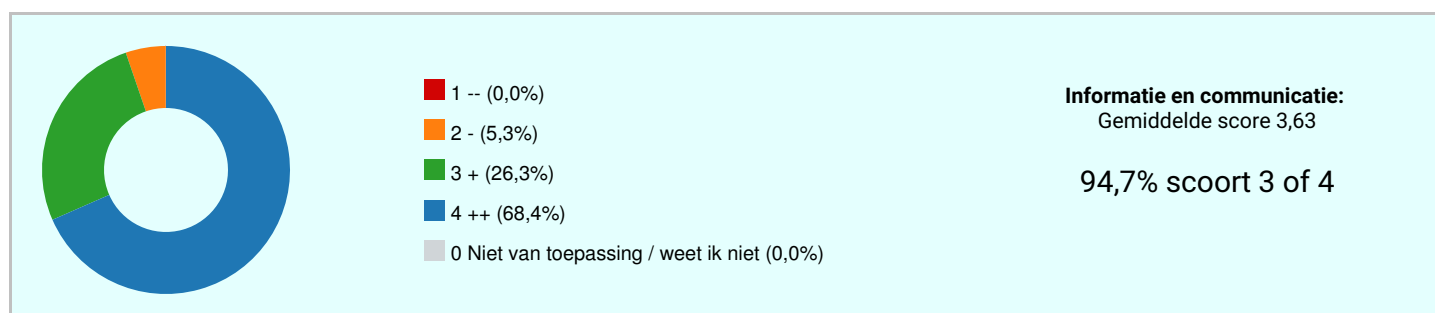 1 -- (0,0%)
2 - (5,3%)
3 + (26,3%)
4 ++ (68,4%)
0 Niet van toepassing / weet ik niet (0,0%)
Informatie en communicatie:
Gemiddelde score 3,63
94,7% scoort 3 of 4